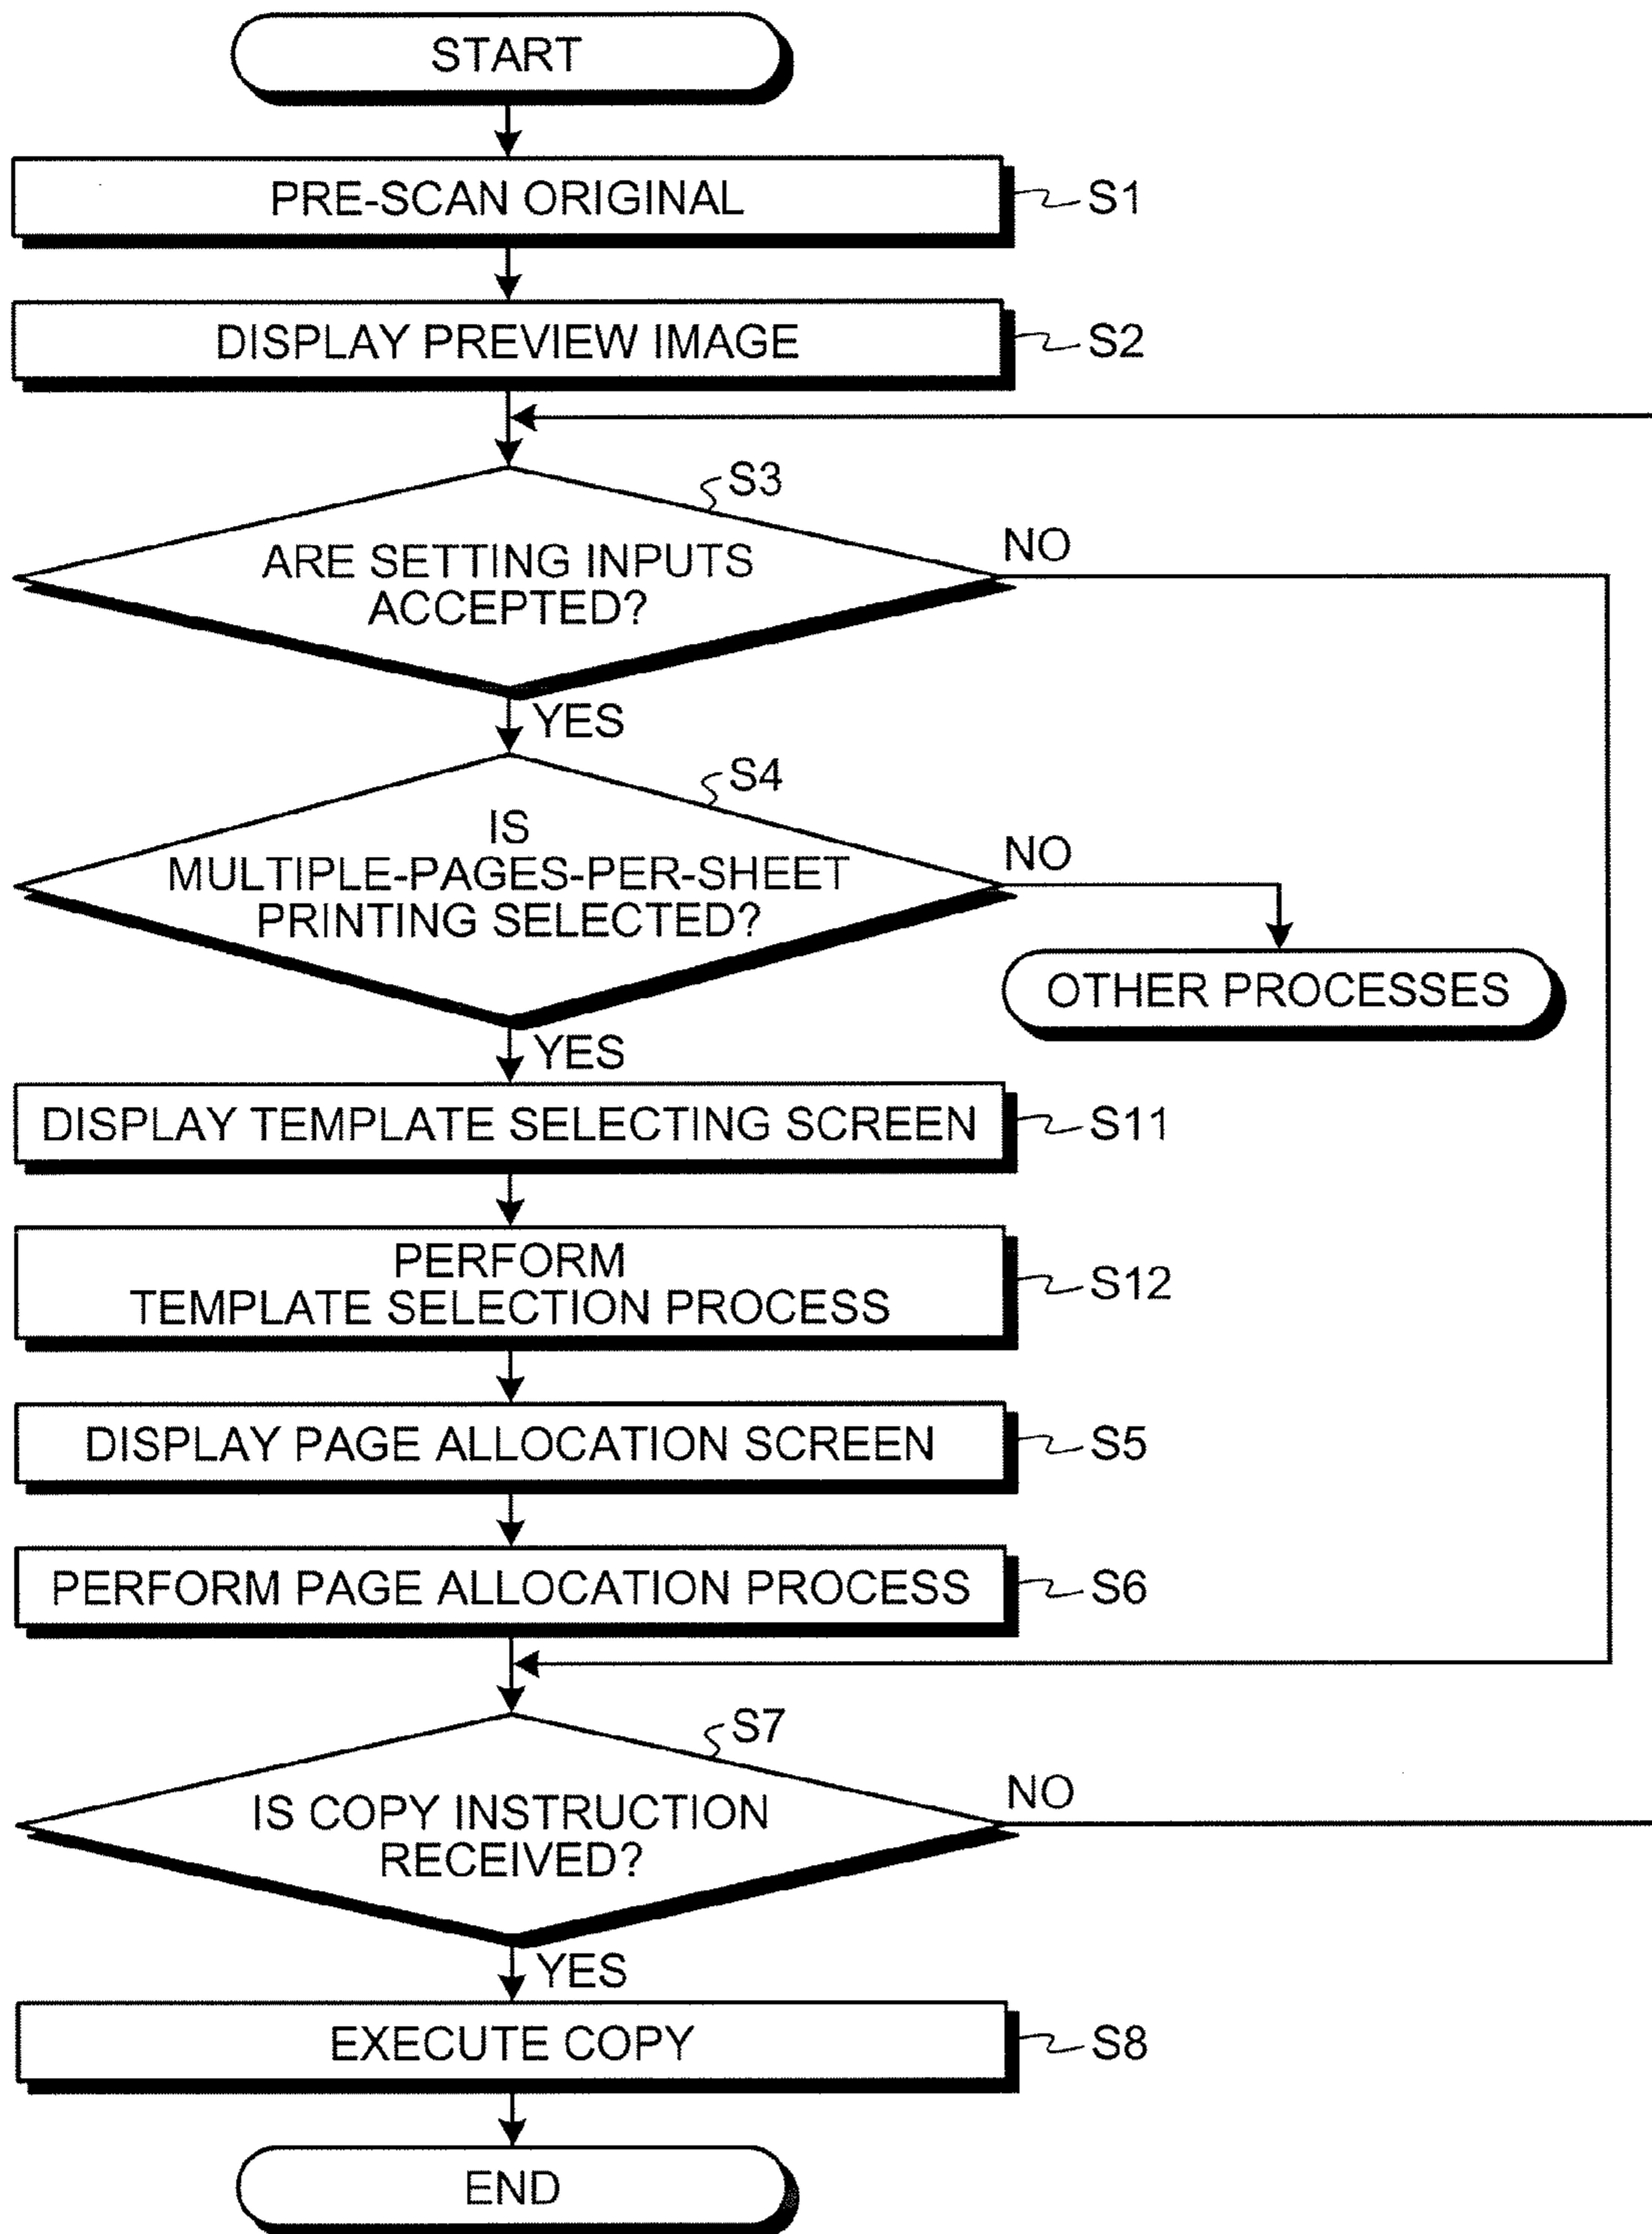 START
PRE-SCAN ORIGINAL
S1
DISPLAY PREVIEW IMAGE
S2
S3
ARE SETTING INPUTS
ACCEPTED?
NO
YES
S4
IS
MULTIPLE-PAGES-PER-SHEET
PRINTING SELECTED?
NO
OTHER PROCESSES
YES
DISPLAY TEMPLATE SELECTING SCREEN
S11
PERFORM
TEMPLATE SELECTION PROCESS
S12
DISPLAY PAGE ALLOCATION SCREEN
S5
PERFORM PAGE ALLOCATION PROCESS
S6
S7
IS COPY INSTRUCTION
RECEIVED?
NO
YES
EXECUTE COPY
S8
END